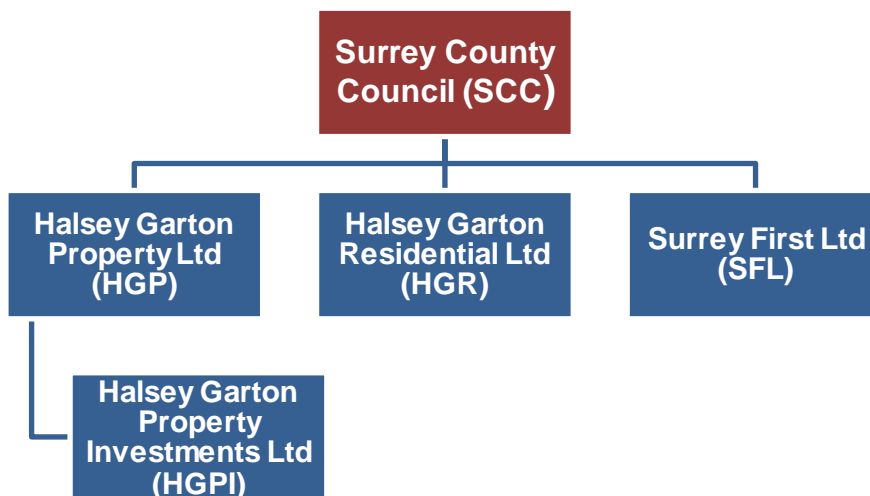 Surrey County
Council (SCC)
Halsey Garton
Property Ltd
(HGP)
Halsey Garton
Residential Ltd
(HGR)
Surrey First Ltd
(SFL)
Halsey Garton
Property
Investments Ltd
(HGPI)